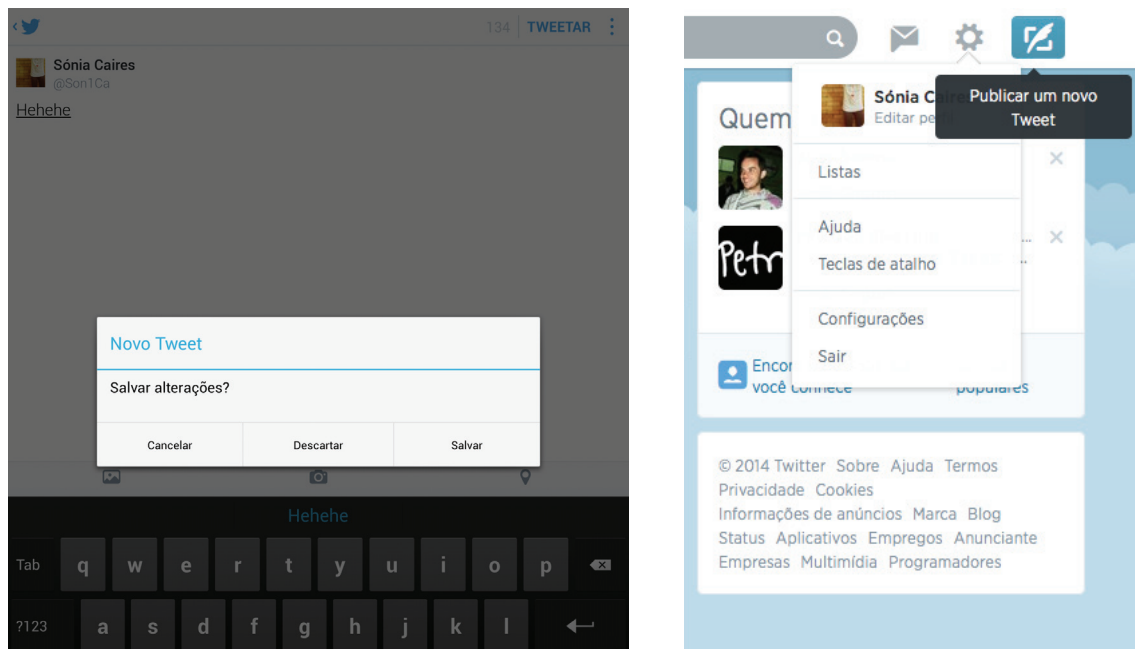 134 TWEETAR
Sónia Caires
@Son1Ca
Hehehe
Novo Tweet
Salvar alterações?
Cancelar Descartar Salvar
Hehehe
Tab q w e r t y u i o p
?123 a s d f g h j k l
Publicar um novo
Tweet
Quem
Sónia C
Editar pe
Listas
Petr
Ajuda
...
Teclas de atalho
..
Configurações
Sair
Encon
você conhece populares
© 2014 Twitter Sobre Ajuda Termos
Privacidade Cookies
Informações de anúncios Marca Blog
Status Aplicativos Empregos Anunciante
Empresas Multimídia Programadores